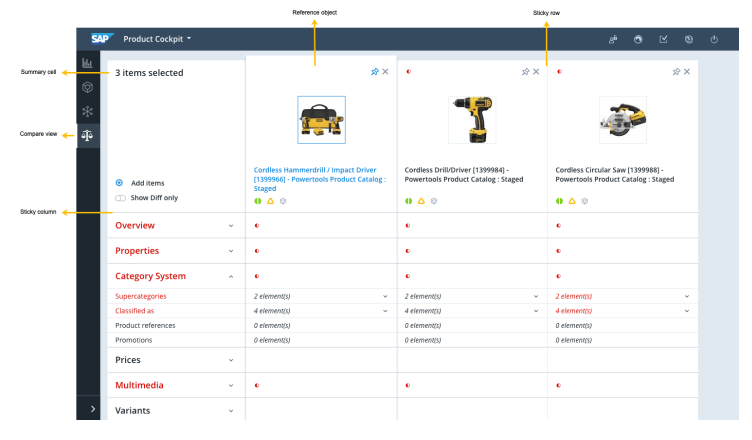 Reference object
Sticky row
SAP
Product Cockpit
Summary cell
3 items selected
Compare view
Cordless Hammerdrill / Impact Driver
[1399966] - Powertools Product Catalog :
Staged
Cordless Drill/Driver [1399984] -
Powertools Product Catalog : Staged
Cordless Circular Saw [1399988] -
Powertools Product Catalog : Staged
Add items
Show Diff only
Sticky column
Overview
Properties
Category System
Supercategories
2 element(s)
2 element(s)
2 element(s)
Classified as
4 element(s)
4 element(s)
4 element(s)
Product references
0 element(s)
0 element(s)
0 element(s)
Promotions
0 element(s)
0 element(s)
0 element(s)
Prices
Multimedia
Variants